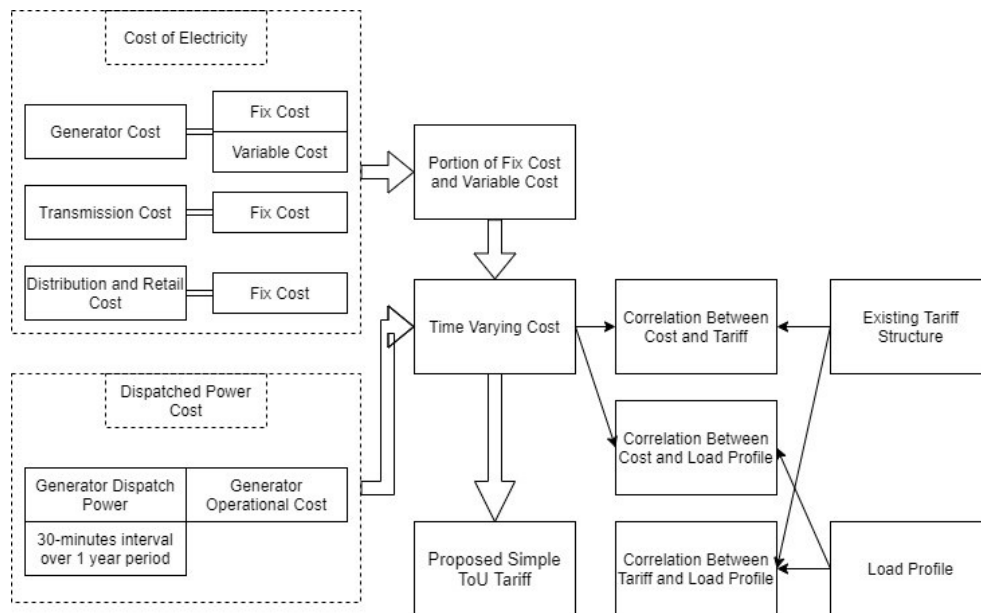 Cost of Electricity
Generator Cost
Fix Cost
Variable Cost
Transmission Cost
Fix Cost
Distribution and Retail
Cost
Fix Cost
Portion of Fix Cost
and Variable Cost
Time Varying Cost
Correlation Between
Cost and Tariff
Existing Tariff
Structure
Dispatched Power
Cost
Generator Dispatch
Power
Generator
Operational Cost
30-minutes interval
over 1 year period
Correlation Between
Cost and Load Profile
Proposed Simple
ToU Tariff
Correlation Between
Tariff and Load Profile
Load Profile